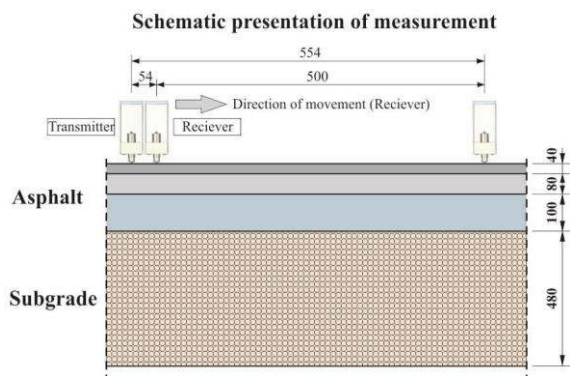 Schematic presentation of measurement
554
54
500
Direction of movement (Reciever)
Transmitter
Reciever
40
80
100
480
Asphalt
Subgrade